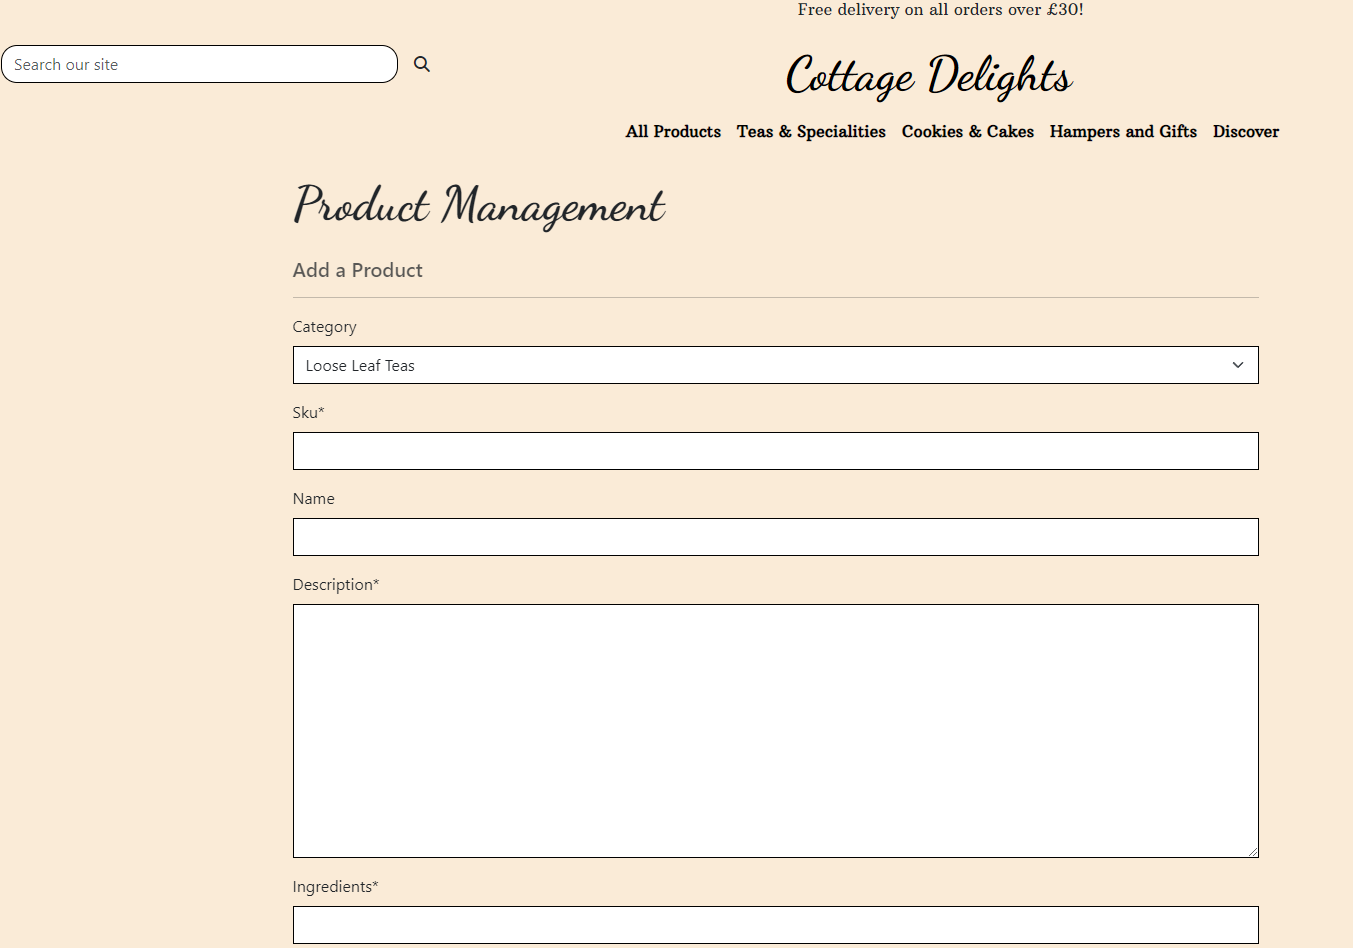 Free delivery on all orders over £30!
Search our site
Cottage Delights
All Products Teas & Specialities Cookies & Cakes Hampers and Gifts Discover
Product Management
Add a Product
Category
Loose Leaf Teas
Sku*
Name
Description*
Ingredients*